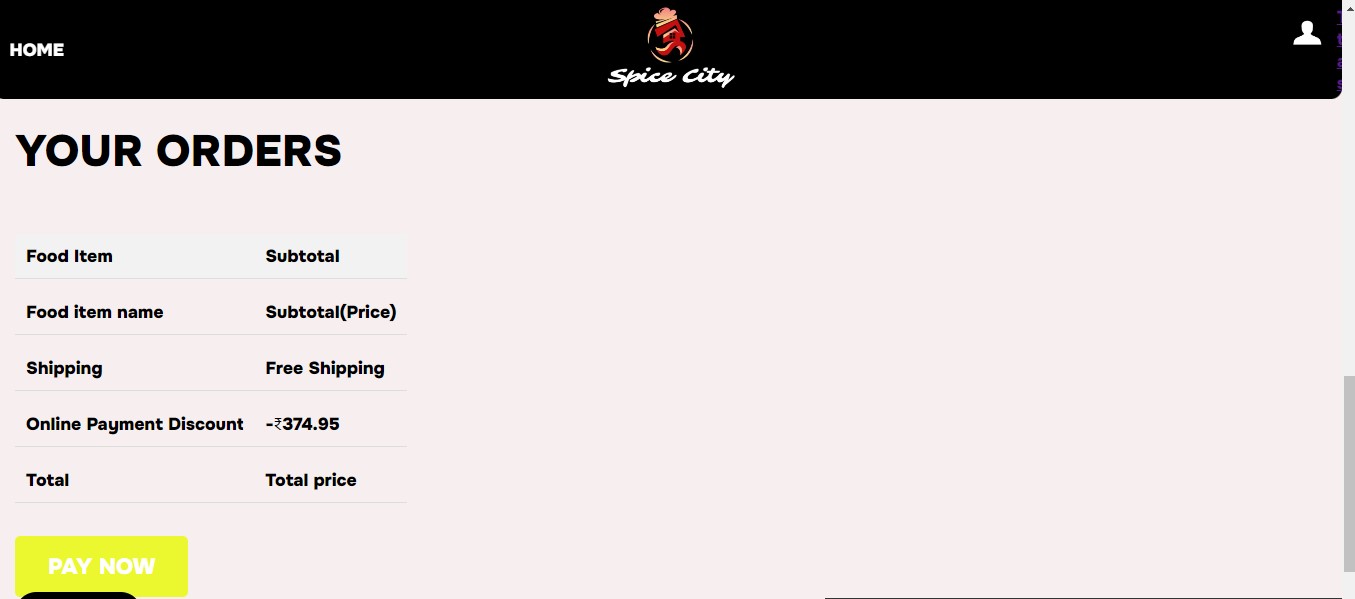 HOME
Spice City
YOUR ORDERS
Food Item Subtotal
Food item name Subtotal(Price)
Shipping Free Shipping
Online Payment Discount -₹374.95
Total Total price
PAY NOW